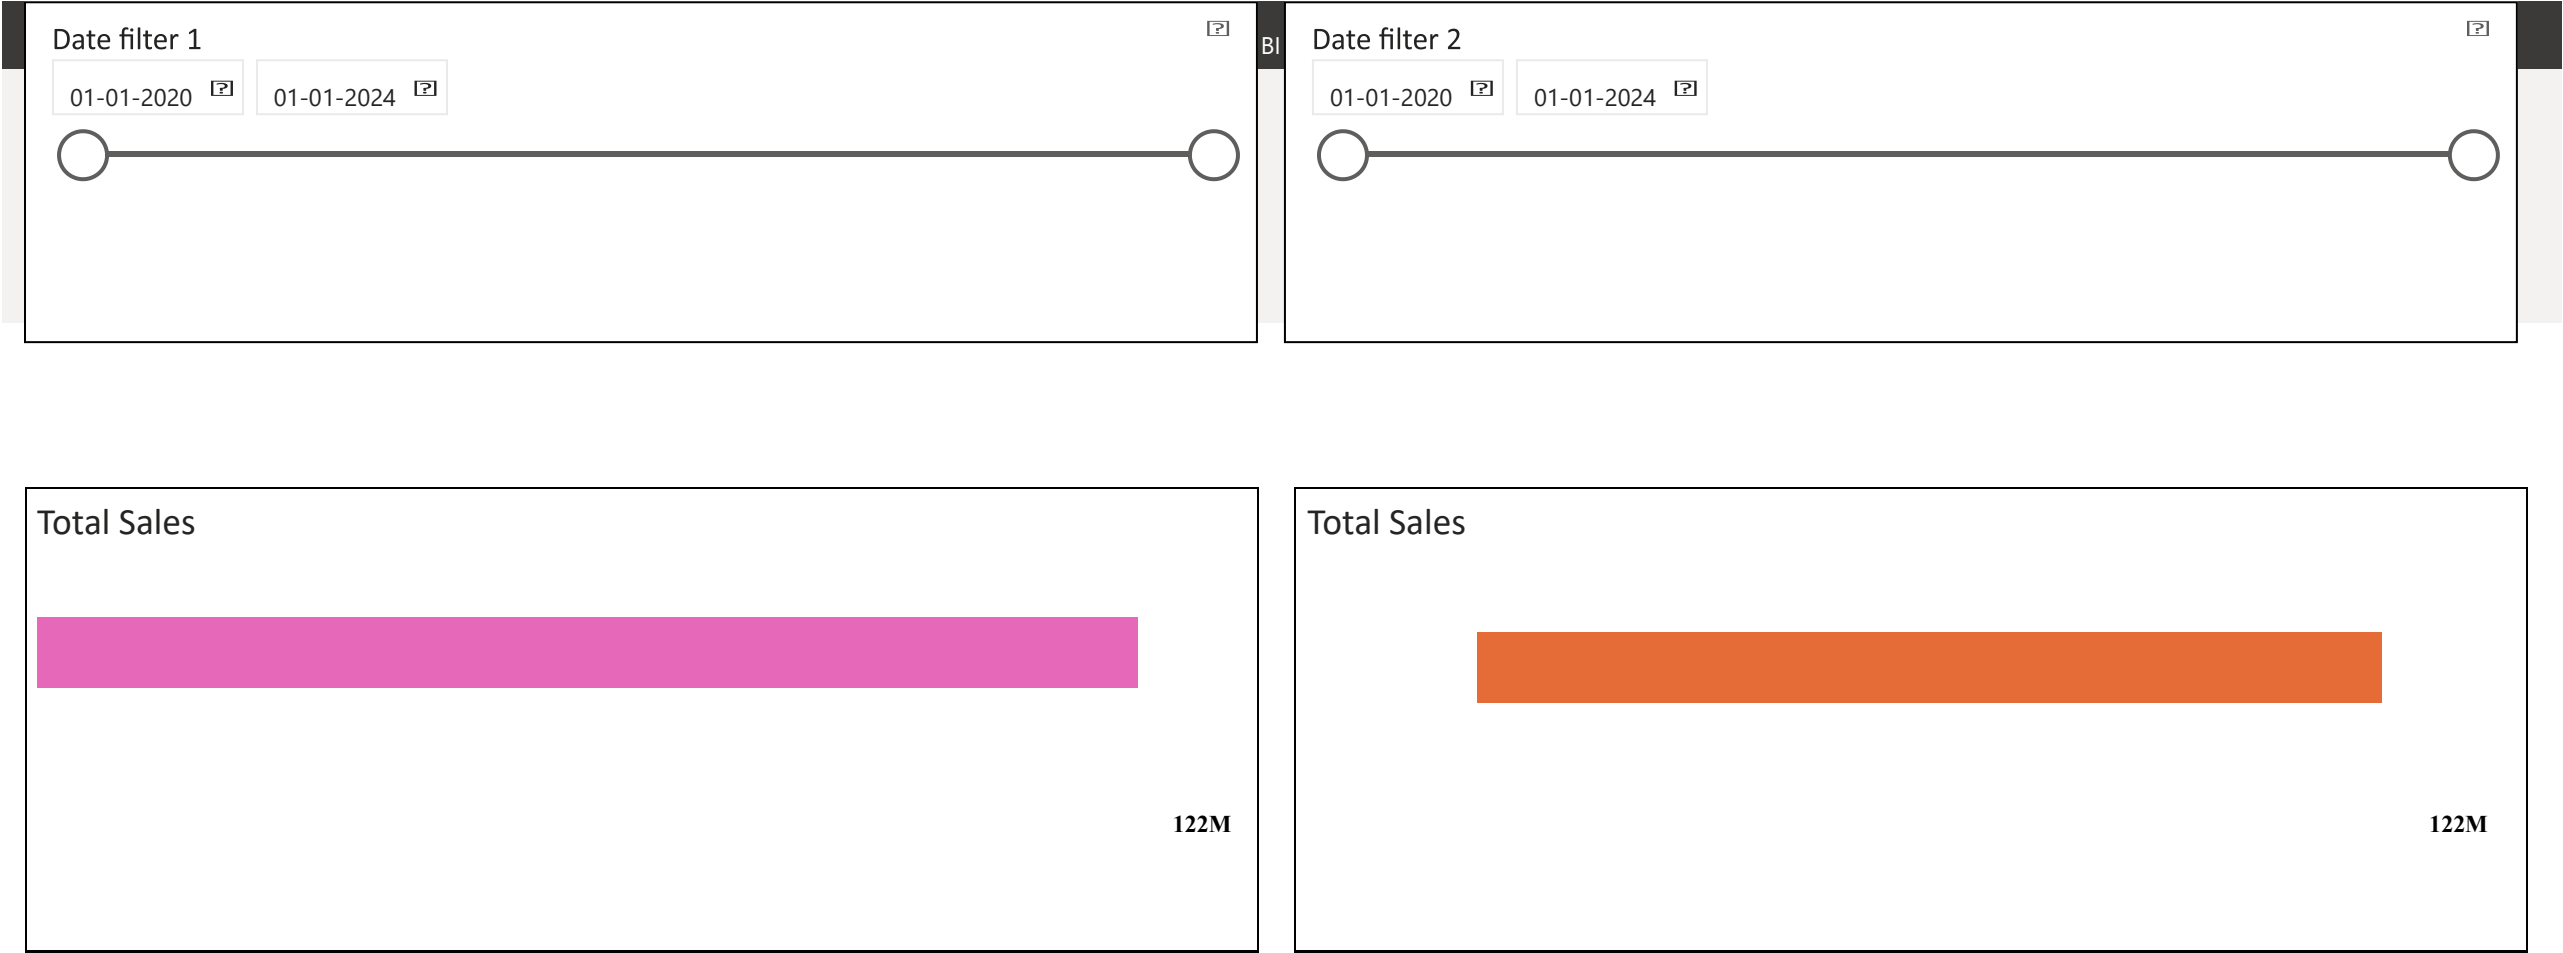 Date filter 1
01-01-2020 01-01-2024
BI
Date filter 2
01-01-2020 01-01-2024
Total Sales
122M
Total Sales
122M